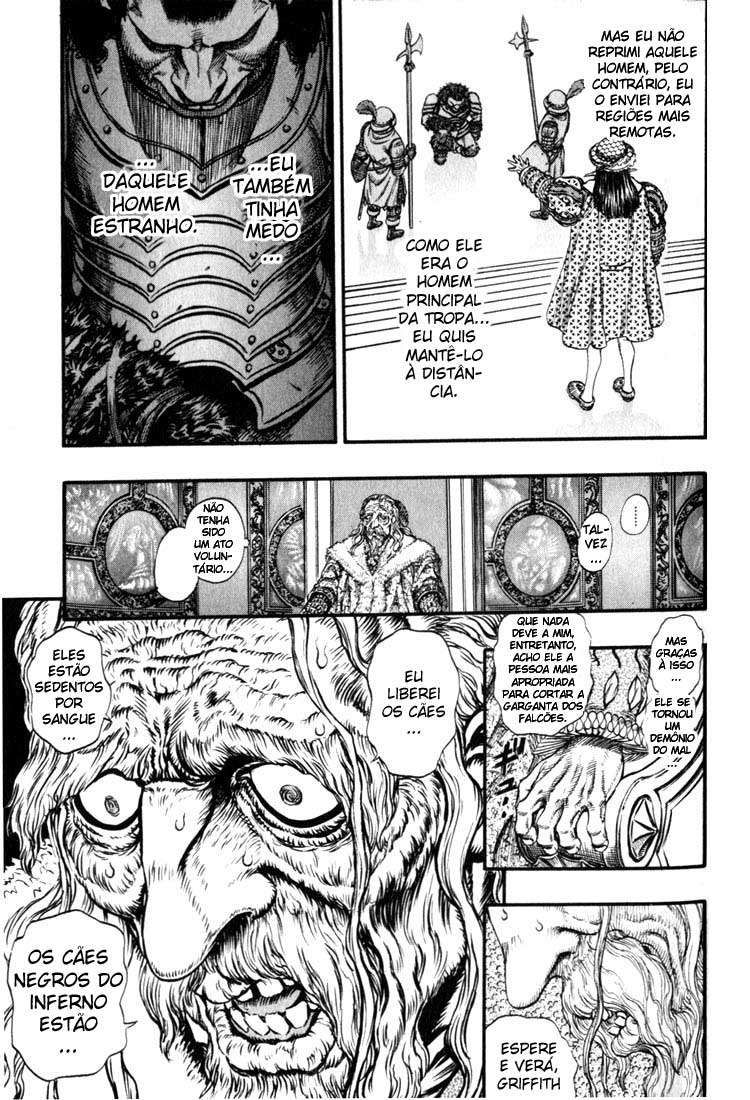 MAS EU NÃO
REPRIMI AQUELE
HOMEM, PELO
CONTRÁRIO, EU
O ENVIEI PARA
REGIÕES MAIS
REMOTAS.
COMO ELE
ERA O
HOMEM
PRINCIPAL
DA TROPA...
EU QUIS
MANTÊ-LO
À DISTÂN-
CIA.
...EU
TAMBÉM
TINHA
MEDO
...
...
DAQUELE
HOMEM
ESTRANHO.
......
TAL-
VEZ
...
NÃO
TENHA
SIDO
UM ATO
VOLUN-
TÁRIO...
MAS
GRAÇAS
À ISSO
...
ELE SE
TORNOU
UM
DEMÔNIO
DO MAL
...
QUE NADA
DEVE A MIM,
ENTRETANTO,
ACHO ELE A
PESSOA MAIS
APROPRIADA
PARA CORTAR A
GARGANTA DOS
FALCÕES.
ギュ
EU
LIBEREI
OS CÃES
...
ELES
ESTÃO
SEDENTOS
POR
SANGUE
...
OS CÃES
NEGROS DO
INFERNO
ESTÃO
...
ESPERE
E VERÁ,
GRIFFITH